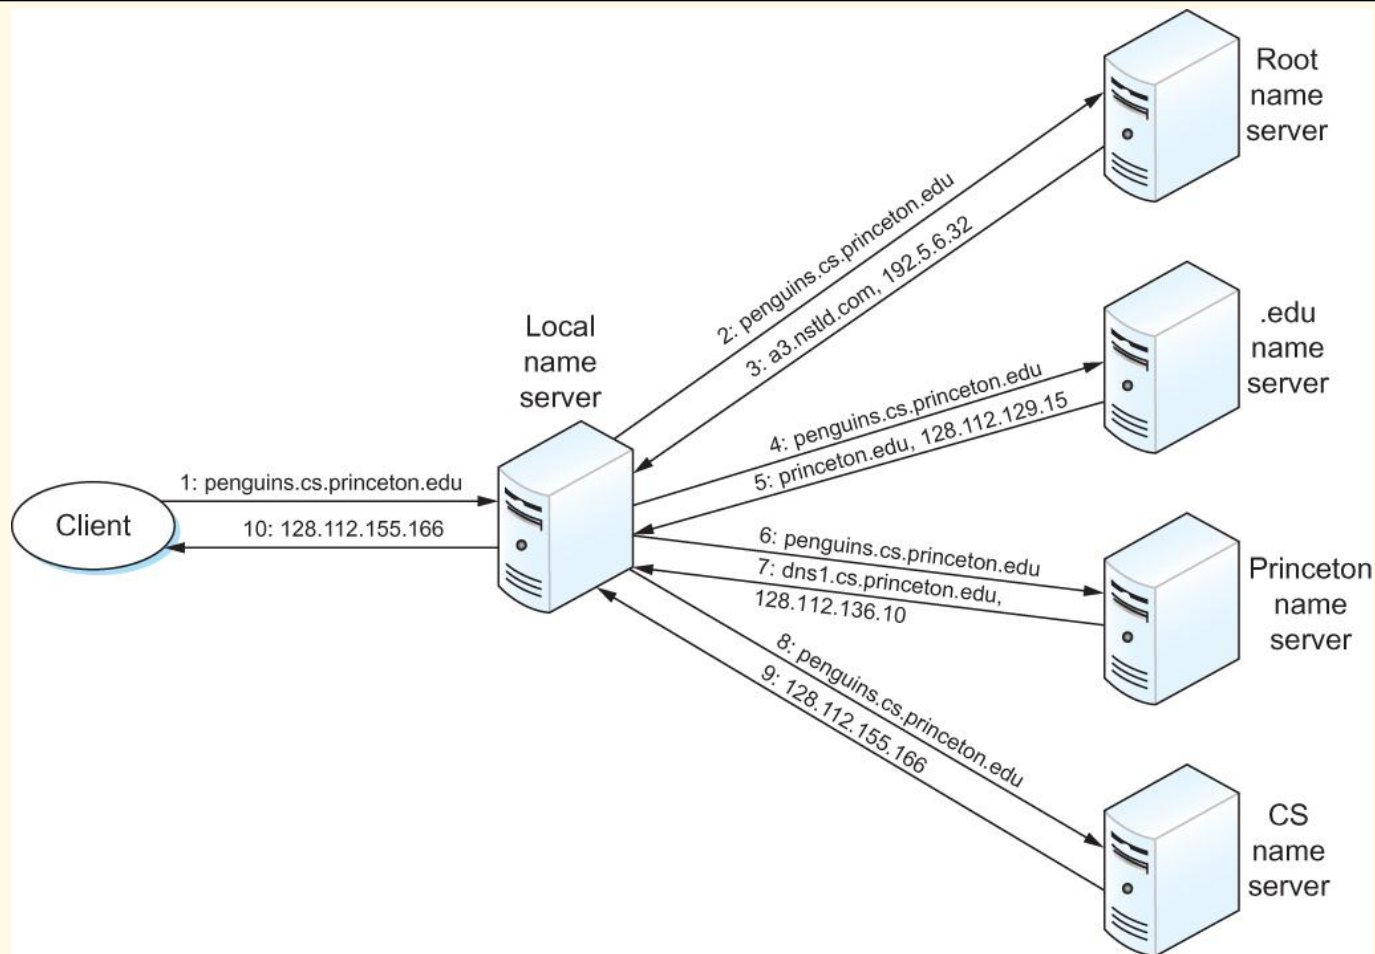 Root
name
server
2: penguins.cs.princeton.edu
3: a3.nstld.com, 192.5.6.32
.edu
name
server
Local
name
server
4: penguins.cs.princeton.edu
5: princeton.edu, 128.112.129.15
1: penguins.cs.princeton.edu
Client
10: 128.112.155.166
6: penguins.cs.princeton.edu
7: dns1.cs.princeton.edu,
128.112.136.10
Princeton
name
server
8: penguins.cs.princeton.edu
9: 128.112.155.166
CS
name
server